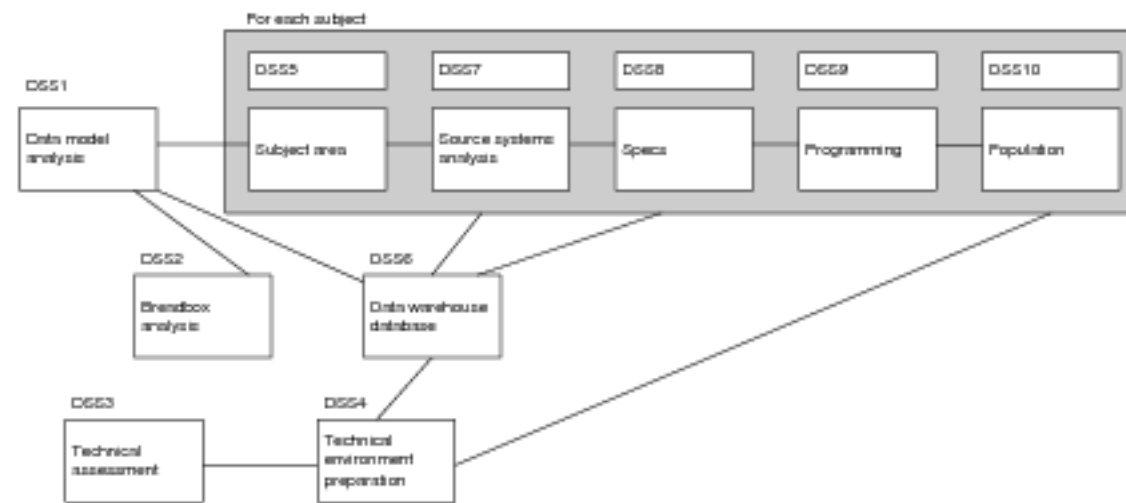 For each subject
DSS5
DSS7
DSS8
DSS9
DSS10
DSS1
Data model
analysis
Subject area
Source systems
analysis
Specs
Programming
Population
DSS2
Breadbox
analysis
DSS6
Data warehouse
database
DSS3
Technical
assessment
DSS4
Technical
environment
preparation